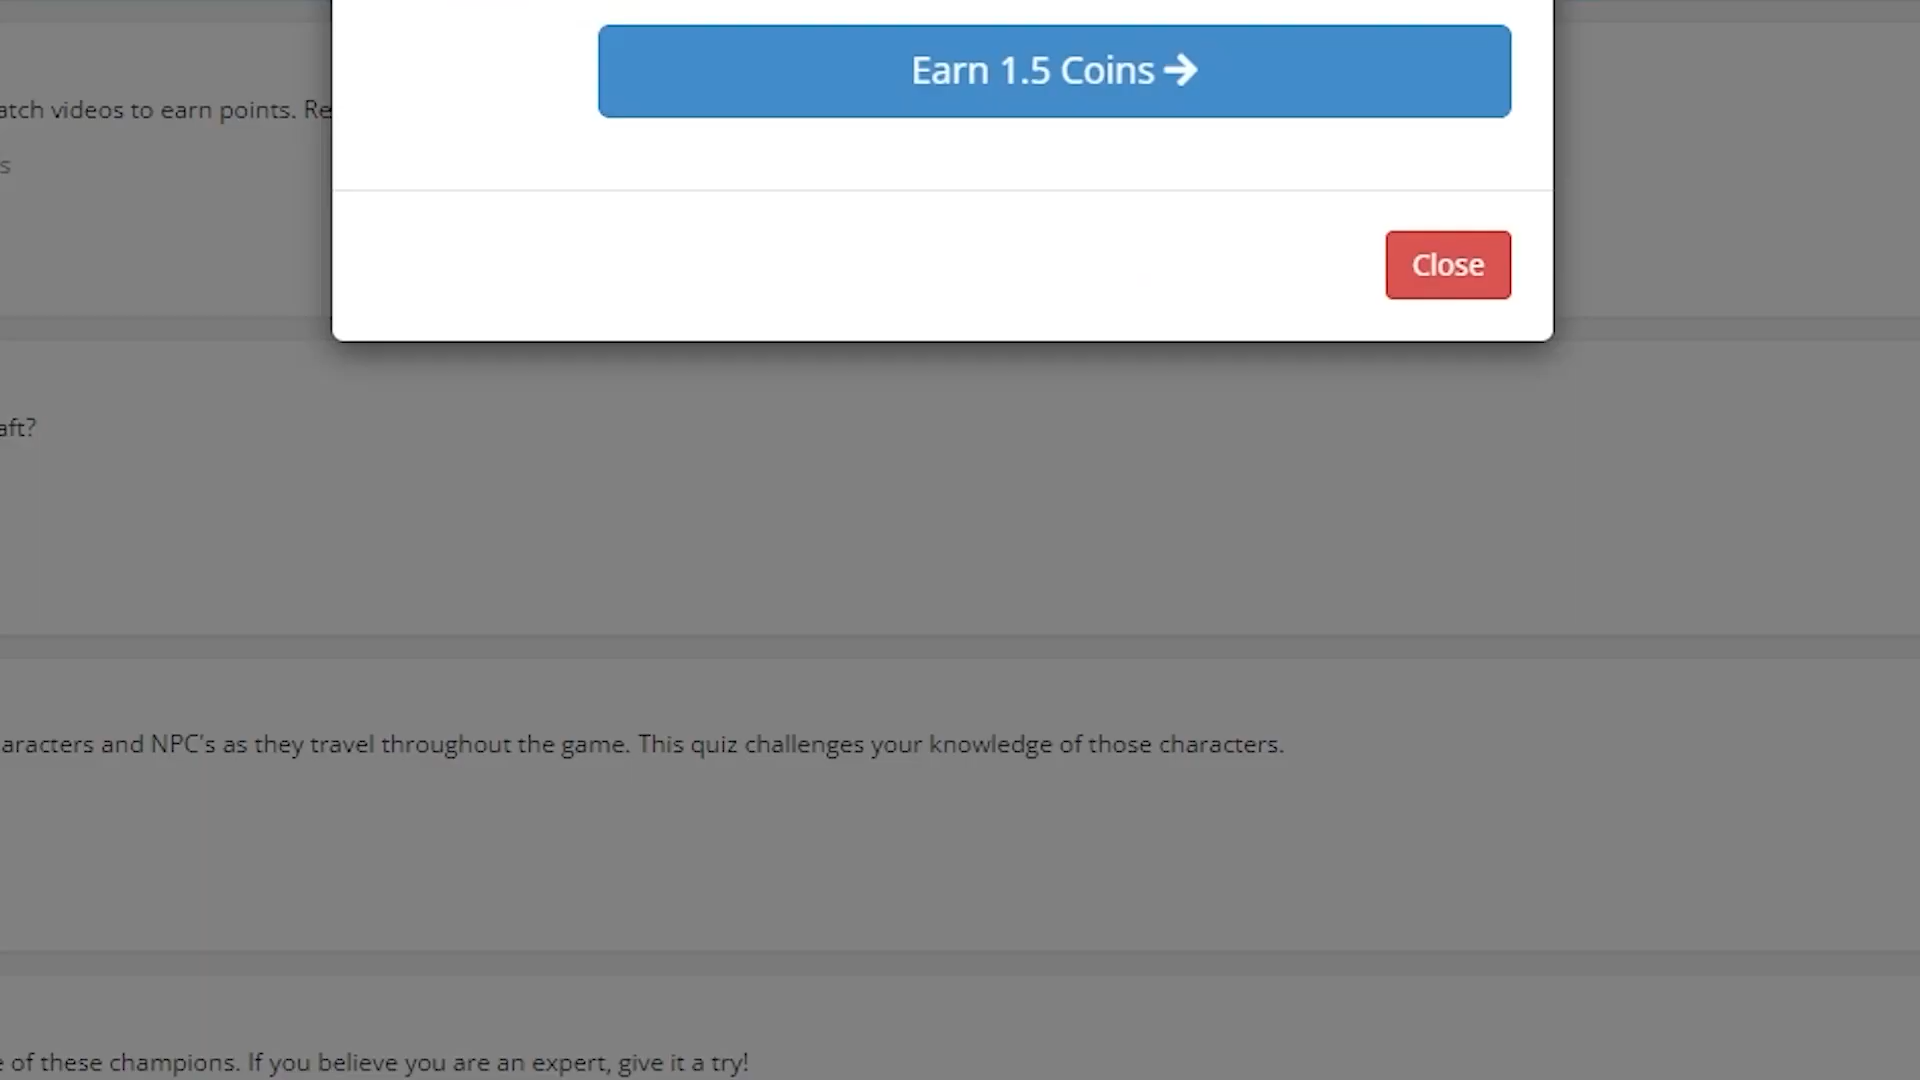 Earn 1.5 Coins
atch videos to earn points. Re
s
Close
aft?
aracters and NPC's as they travel throughout the game. This quiz challenges your knowledge of those characters.
e of these champions. If you believe you are an expert, give it a try!